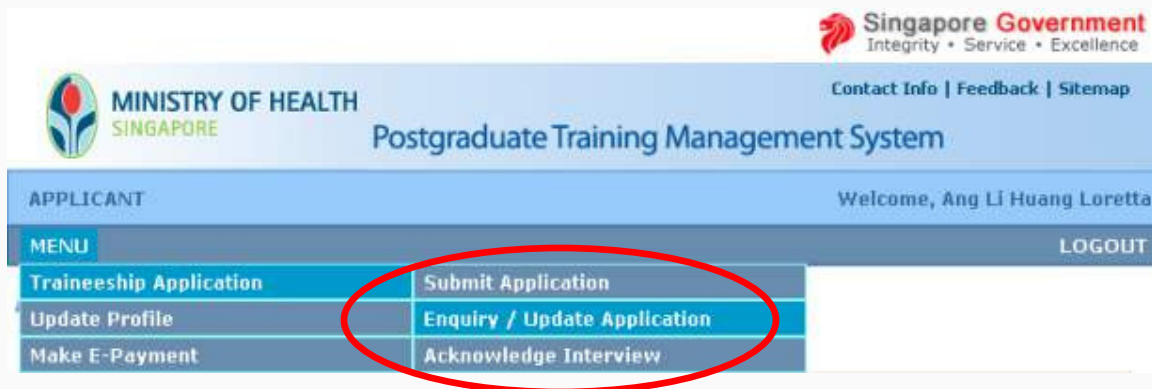 Singapore Government
Integrity • Service • Excellence
Contact Info | Feedback | Sitemap
MINISTRY OF HEALTH
SINGAPORE
Postgraduate Training Management System
APPLICANT
Welcome, Ang Li Huang Loretta
MENU
LOGOUT
Traineeship Application
Submit Application
Update Profile
Enquiry / Update Application
Make E-Payment
Acknowledge Interview